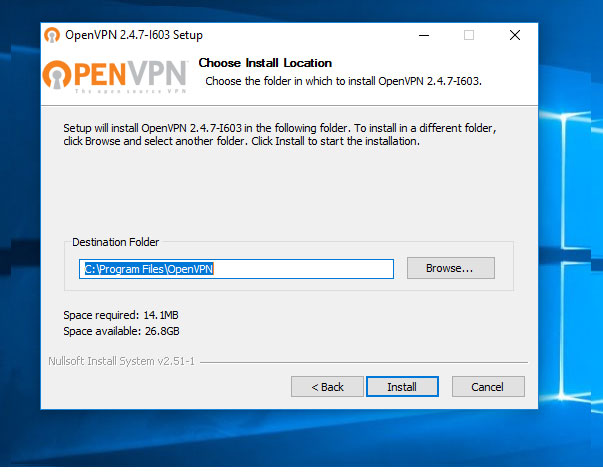 OpenVPN 2.4.7-I603 Setup
OPENVPN
The open source VPN
Choose Install Location
Choose the folder in which to install OpenVPN 2.4.7-I603.
Setup will install OpenVPN 2.4.7-I603 in the following folder. To install in a different folder,
click Browse and select another folder. Click Install to start the installation.
Destination Folder
C:\Program Files\OpenVPN
Browse...
Space required: 14.1MB
Space available: 26.8GB
Nullsoft Install System v2.51-1
< Back
Install
Cancel